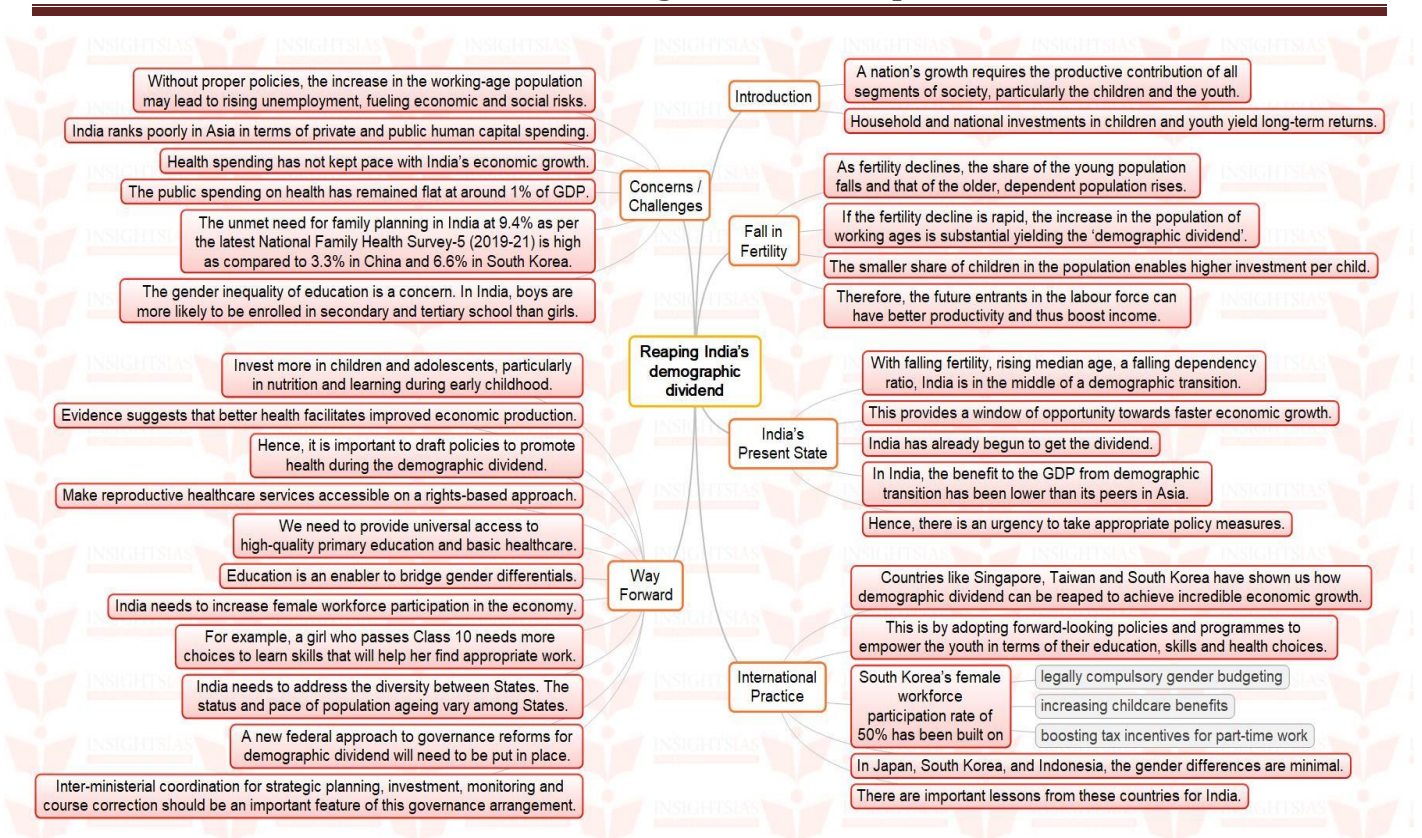 Reaping India's
demographic
dividend
Introduction
A nation's growth requires the productive contribution of all
segments of society, particularly the children and the youth.
Household and national investments in children and youth yield long-term returns.
Fall in
Fertility
As fertility declines, the share of the young population
falls and that of the older, dependent population rises.
If the fertility decline is rapid, the increase in the population of
working ages is substantial yielding the 'demographic dividend'.
The smaller share of children in the population enables higher investment per child.
Therefore, the future entrants in the labour force can
have better productivity and thus boost income.
India's
Present State
With falling fertility, rising median age, a falling dependency
ratio, India is in the middle of a demographic transition.
This provides a window of opportunity towards faster economic growth.
India has already begun to get the dividend.
In India, the benefit to the GDP from demographic
transition has been lower than its peers in Asia.
Hence, there is an urgency to take appropriate policy measures.
International
Practice
Countries like Singapore, Taiwan and South Korea have shown us how
demographic dividend can be reaped to achieve incredible economic growth.
This is by adopting forward-looking policies and programmes to
empower the youth in terms of their education, skills and health choices.
South Korea's female
workforce
participation rate of
50% has been built on
legally compulsory gender budgeting
increasing childcare benefits
boosting tax incentives for part-time work
In Japan, South Korea, and Indonesia, the gender differences are minimal.
There are important lessons from these countries for India.
Concerns /
Challenges
Without proper policies, the increase in the working-age population
may lead to rising unemployment, fueling economic and social risks.
India ranks poorly in Asia in terms of private and public human capital spending.
Health spending has not kept pace with India's economic growth.
The public spending on health has remained flat at around 1% of GDP.
The unmet need for family planning in India at 9.4% as per
the latest National Family Health Survey-5 (2019-21) is high
as compared to 3.3% in China and 6.6% in South Korea.
The gender inequality of education is a concern. In India, boys are
more likely to be enrolled in secondary and tertiary school than girls.
Way
Forward
Invest more in children and adolescents, particularly
in nutrition and learning during early childhood.
Evidence suggests that better health facilitates improved economic production.
Hence, it is important to draft policies to promote
health during the demographic dividend.
Make reproductive healthcare services accessible on a rights-based approach.
We need to provide universal access to
high-quality primary education and basic healthcare.
Education is an enabler to bridge gender differentials.
India needs to increase female workforce participation in the economy.
For example, a girl who passes Class 10 needs more
choices to learn skills that will help her find appropriate work.
India needs to address the diversity between States. The
status and pace of population ageing vary among States.
A new federal approach to governance reforms for
demographic dividend will need to be put in place.
Inter-ministerial coordination for strategic planning, investment, monitoring and
course correction should be an important feature of this governance arrangement.
INSIGHTSIAS